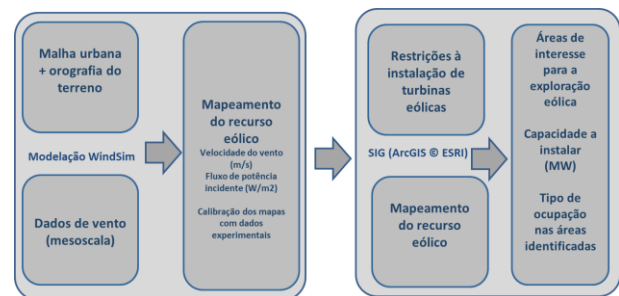 Malha urbana
+ orografia do
terreno
Modelação WindSim
Dados de vento
(mesoscala)
Mapeamento
do recurso
eólico
Velocidade do vento
(m/s)
Fluxo de potência
incidente (W/m2)
Calibração dos mapas
com dados
experimentais
Restrições à
instalação de
turbinas
eólicas
SIG (ArcGIS © ESRI)
Mapeamento
do recurso
eólico
Áreas de
interesse
para a
exploração
eólica
Capacidade a
instalar
(MW)
Tipo de
ocupação
nas áreas
identificadas